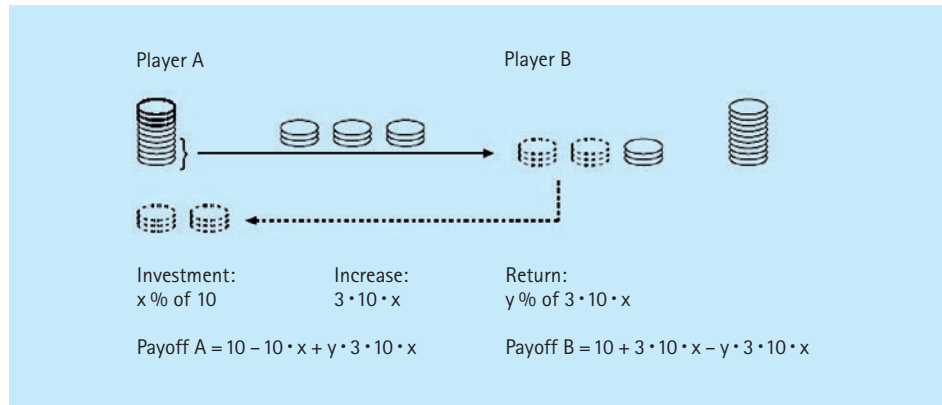 Player A
Player B
}
Investment:
x % of 10
Increase:
3 • 10 • x
Return:
y % of 3 • 10 • x
Payoff A = 10 – 10 • x + y • 3 • 10 • x
Payoff B = 10 + 3 • 10 • x – y • 3 • 10 • x